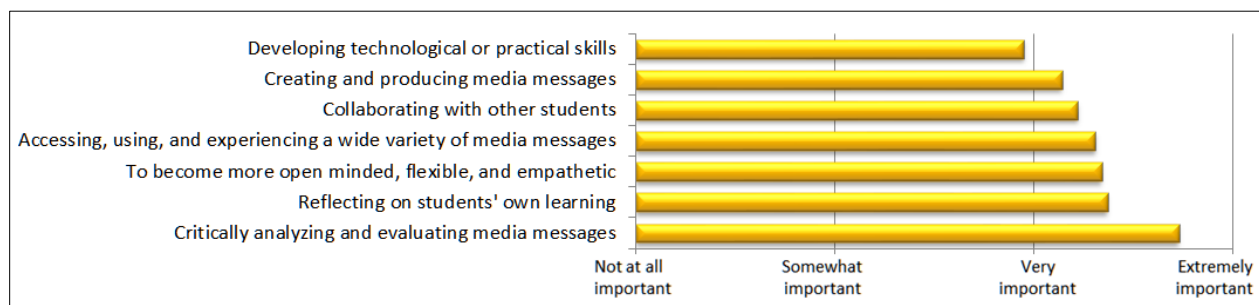 Developing technological or practical skills
Creating and producing media messages
Collaborating with other students
Accessing, using, and experiencing a wide variety of media messages
To become more open minded, flexible, and empathetic
Reflecting on students' own learning
Critically analyzing and evaluating media messages
Not at all important
Somewhat important
Very important
Extremely important